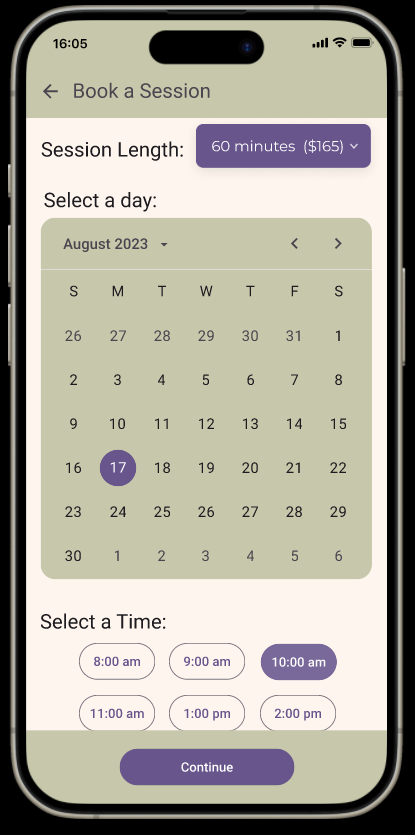 16:05
Book a Session
Session Length: 60 minutes ($165)
Select a day:
August 2023
S M T W T F S
26 27 28 29 30 31 1
2 3 4 5 6 7 8
9 10 11 12 13 14 15
16 17 18 19 20 21 22
23 24 25 26 27 28 29
30 1 2 3 4 5 6
Select a Time:
8:00 am 9:00 am 10:00 am
11:00 am 1:00 pm 2:00 pm
Continue